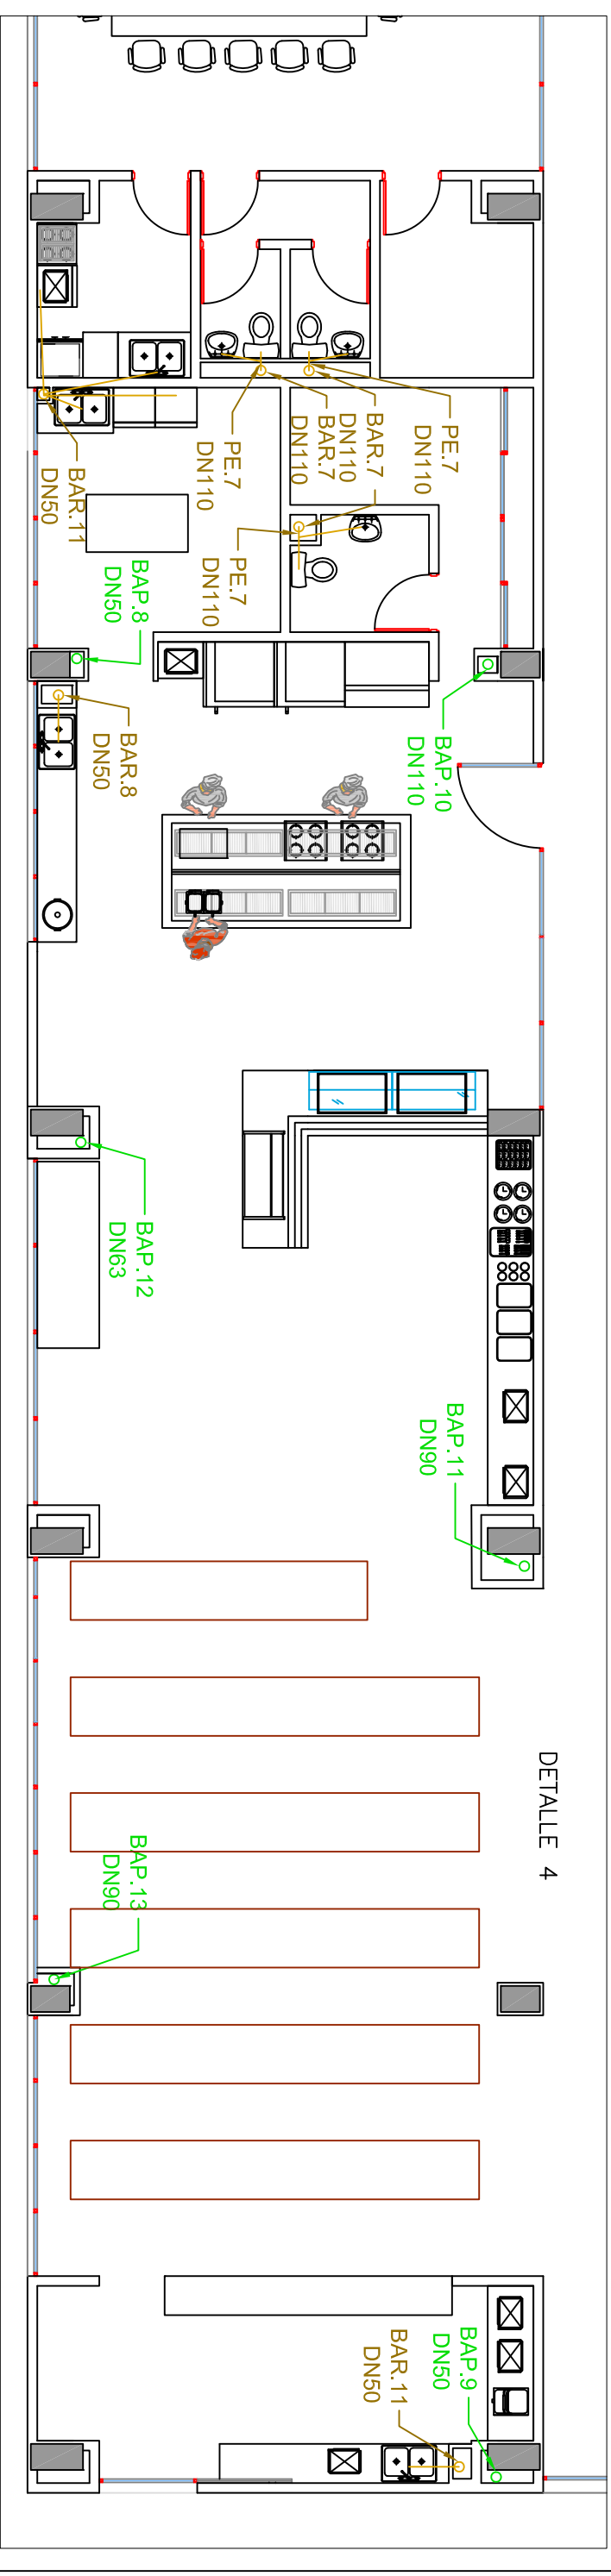 PE.7
DN110
BAR.7
DN110
BAR.7
DN110
PE.7
DN110
BAR.11
DN50
PE.7
DN110
BAP.8
DN50
BAP.10
DN110
BAR.8
DN50
BAP.12
DN63
BAP.11
DN90
DETALLE 4
BAP.13
DN90
BAP.9
DN50
BAR.11
DN50